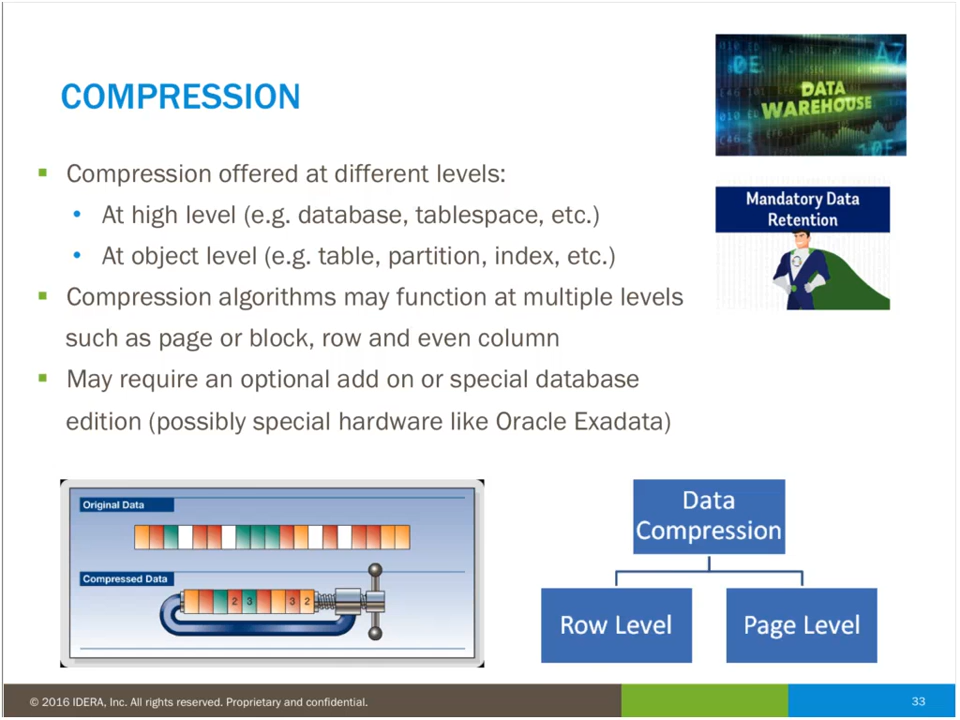 COMPRESSION
DATA
WAREHOUSE
Mandatory Data
Retention
▪ Compression offered at different levels:
• At high level (e.g. database, tablespace, etc.)
• At object level (e.g. table, partition, index, etc.)
▪ Compression algorithms may function at multiple levels
such as page or block, row and even column
▪ May require an optional add on or special database
edition (possibly special hardware like Oracle Exadata)
Original Data
Compressed Data
2 3 3 2
Data
Compression
Row Level
Page Level
© 2016 IDERA, Inc. All rights reserved. Proprietary and confidential.
33